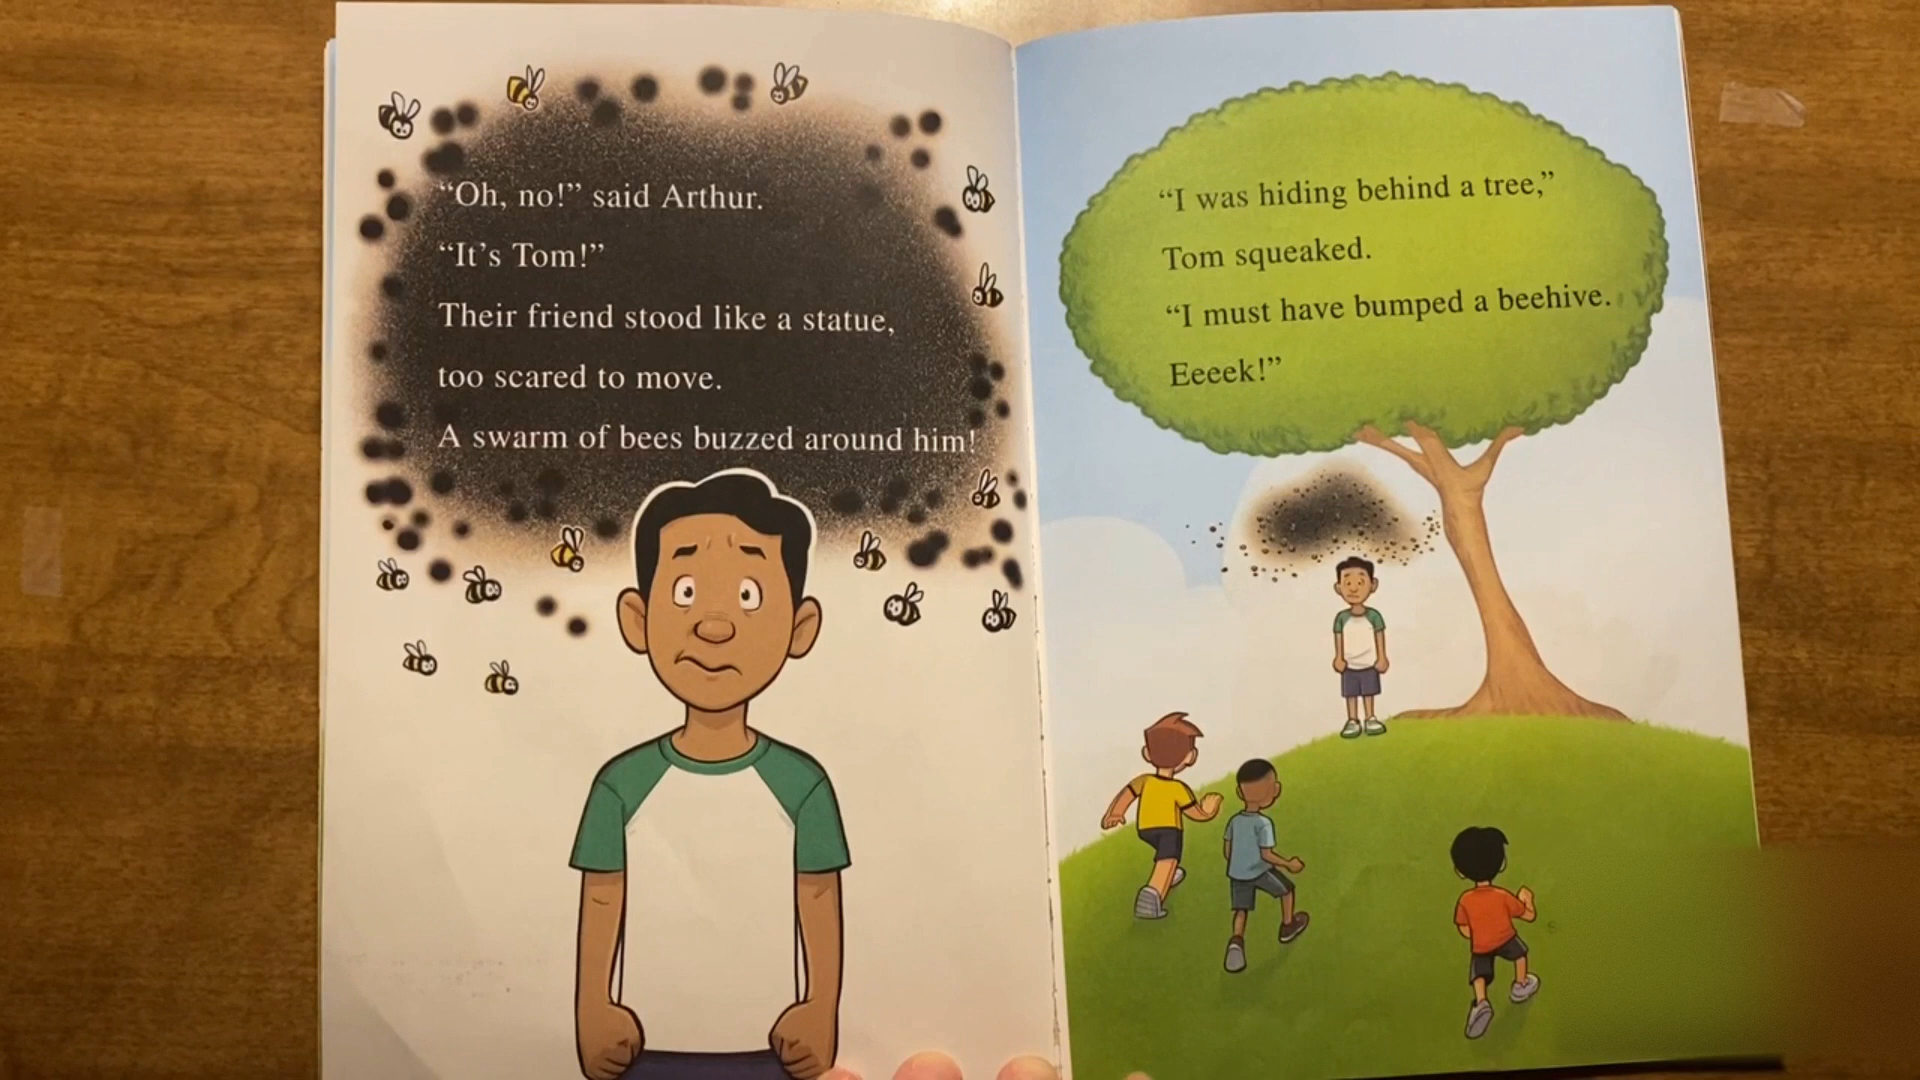 “Oh, no!” said Arthur.
“It’s Tom!”
Their friend stood like a statue,
too scared to move.
A swarm of bees buzzed around him!
“I was hiding behind a tree,”
Tom squeaked.
“I must have bumped a beehive.
Eeeek!”